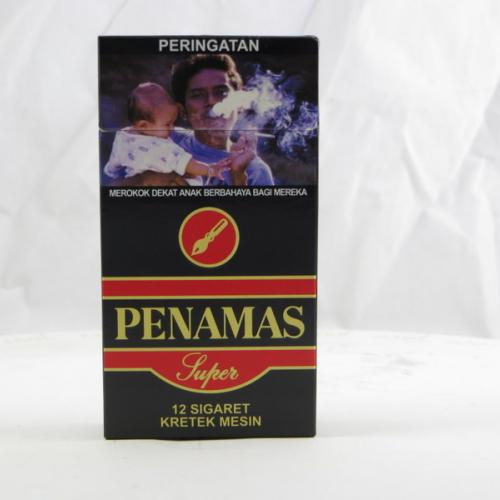 PERINGATAN
MEROKOK DEKAT ANAK BERBAHAYA BAGI MEREKA
PENAMAS
Super
12 SIGARET
KRETEK MESIN